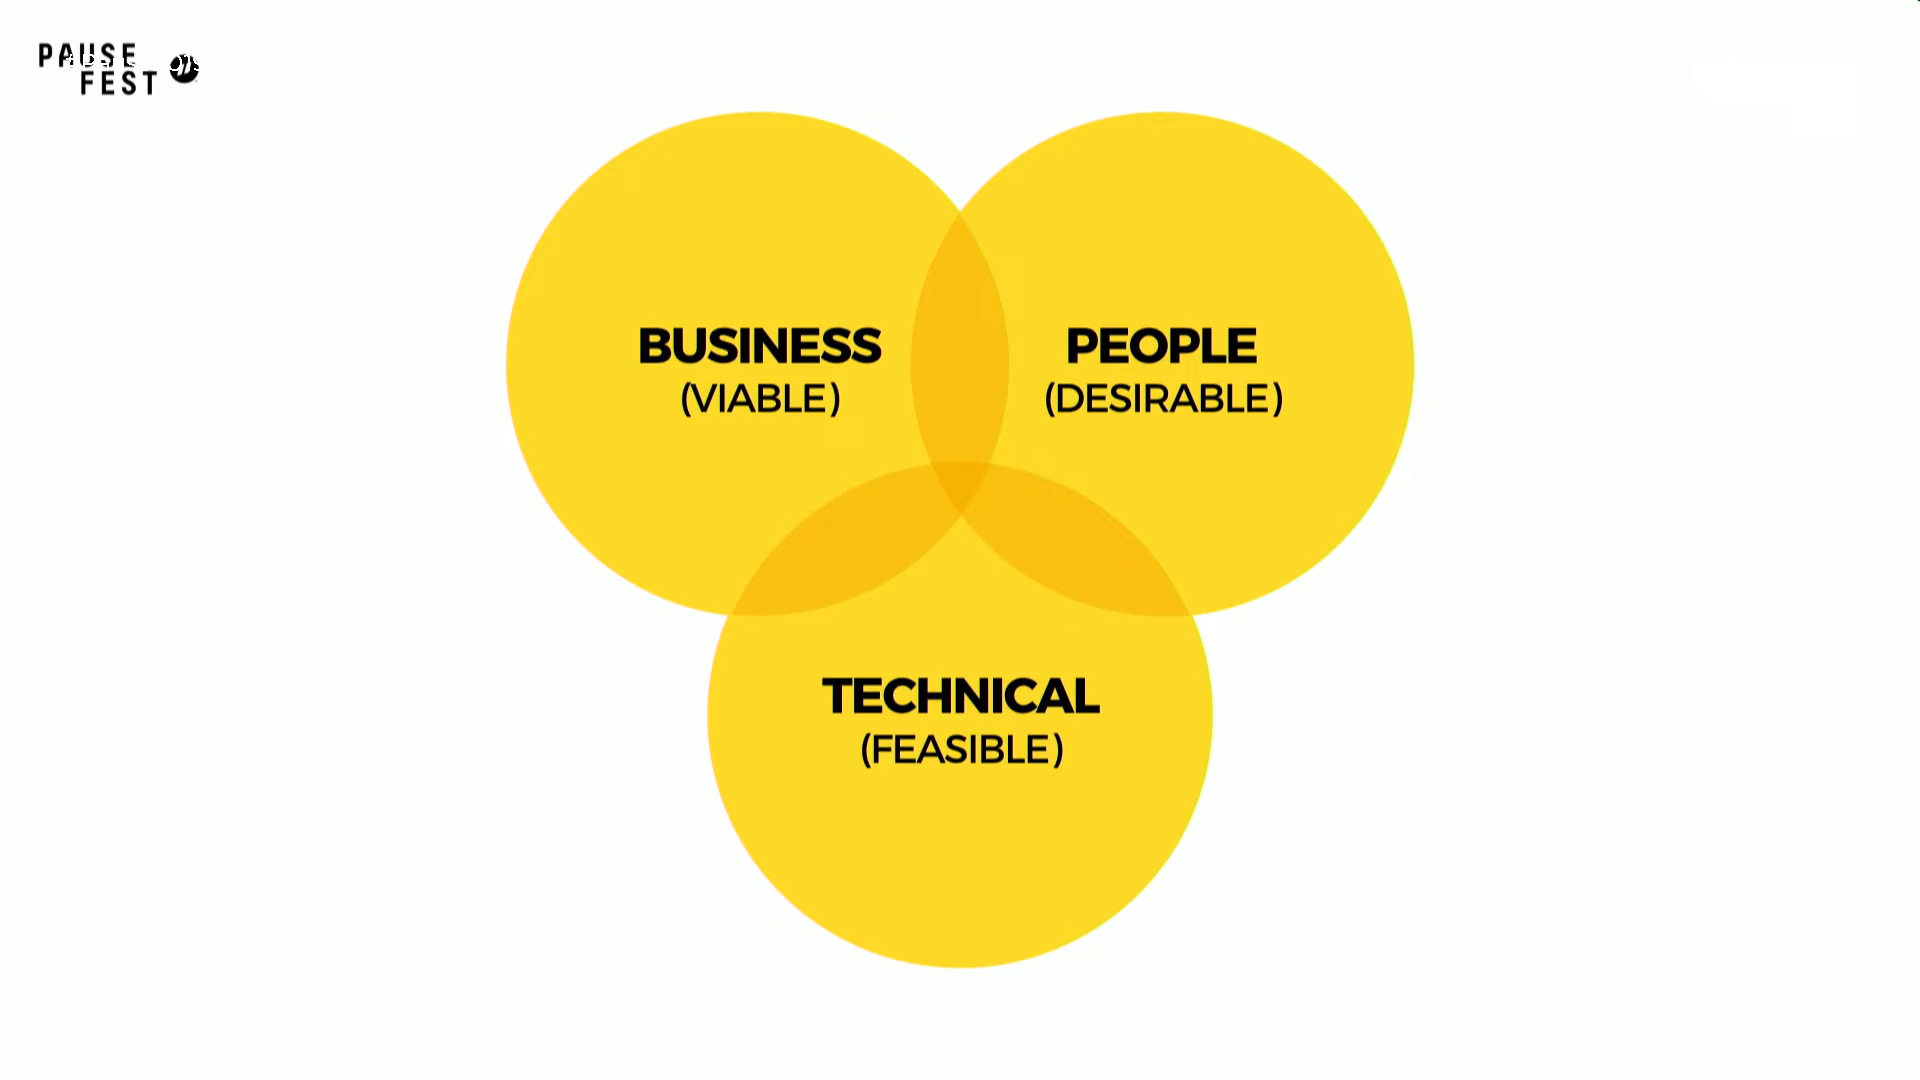 PAUSE
FEST
BUSINESS
(VIABLE)
PEOPLE
(DESIRABLE)
TECHNICAL
(FEASIBLE)